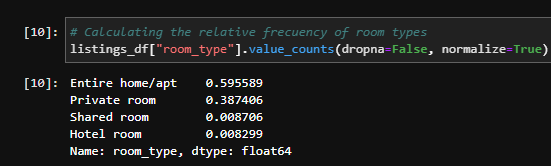 [10]: # Calculating the relative frecuency of room types
listings_df["room_type"].value_counts(dropna=False, normalize=True)
[10]: Entire home/apt    0.595589
Private room       0.387406
Shared room        0.008706
Hotel room         0.008299
Name: room_type, dtype: float64